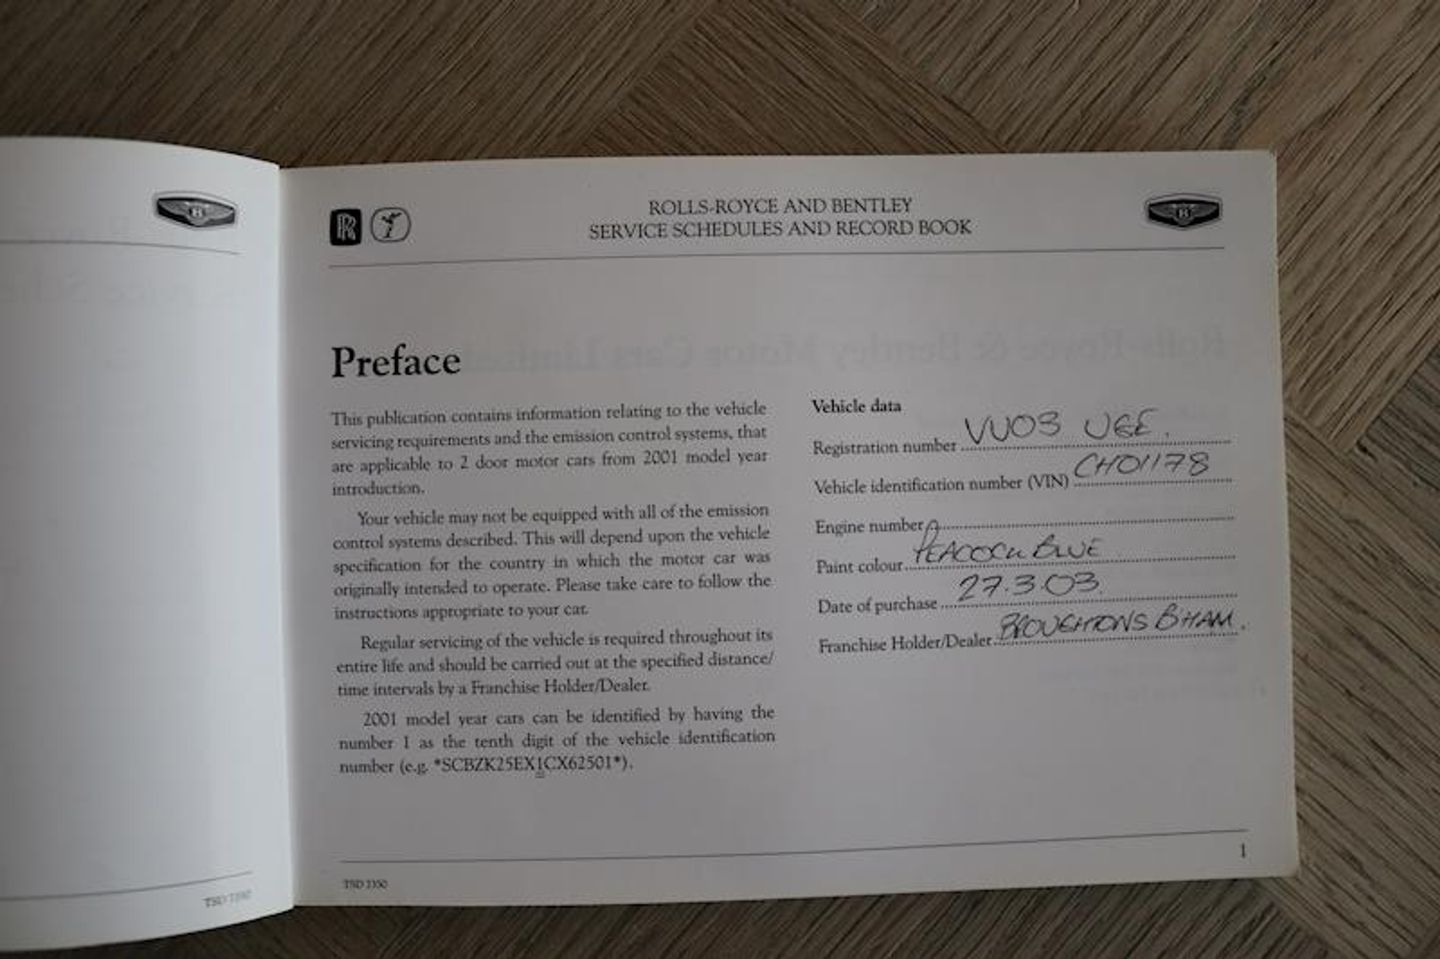 ROLLS-ROYCE AND BENTLEY
SERVICE SCHEDULES AND RECORD BOOK
Preface
This publication contains information relating to the vehicle
servicing requirements and the emission control systems, that
are applicable to 2 door motor cars from 2001 model year
introduction.
Your vehicle may not be equipped with all of the emission
control systems described. This will depend upon the vehicle
specification for the country in which the motor car was
originally intended to operate. Please take care to follow the
instructions appropriate to your car.
Regular servicing of the vehicle is required throughout its
entire life and should be carried out at the specified distance/
time intervals by a Franchise Holder/Dealer.
2001 model year cars can be identified by having the
number 1 as the tenth digit of the vehicle identification
number (e.g. *SCBZK25EX1CX62501*).
Vehicle data
Registration number VU03 UGE.
Vehicle identification number (VIN) CH01178
Engine number
Paint colour PEACOCK BLUE
Date of purchase 27.3.03.
Franchise Holder/Dealer BROUGHTONS B'HAM.
TSD
TSD 3350
1